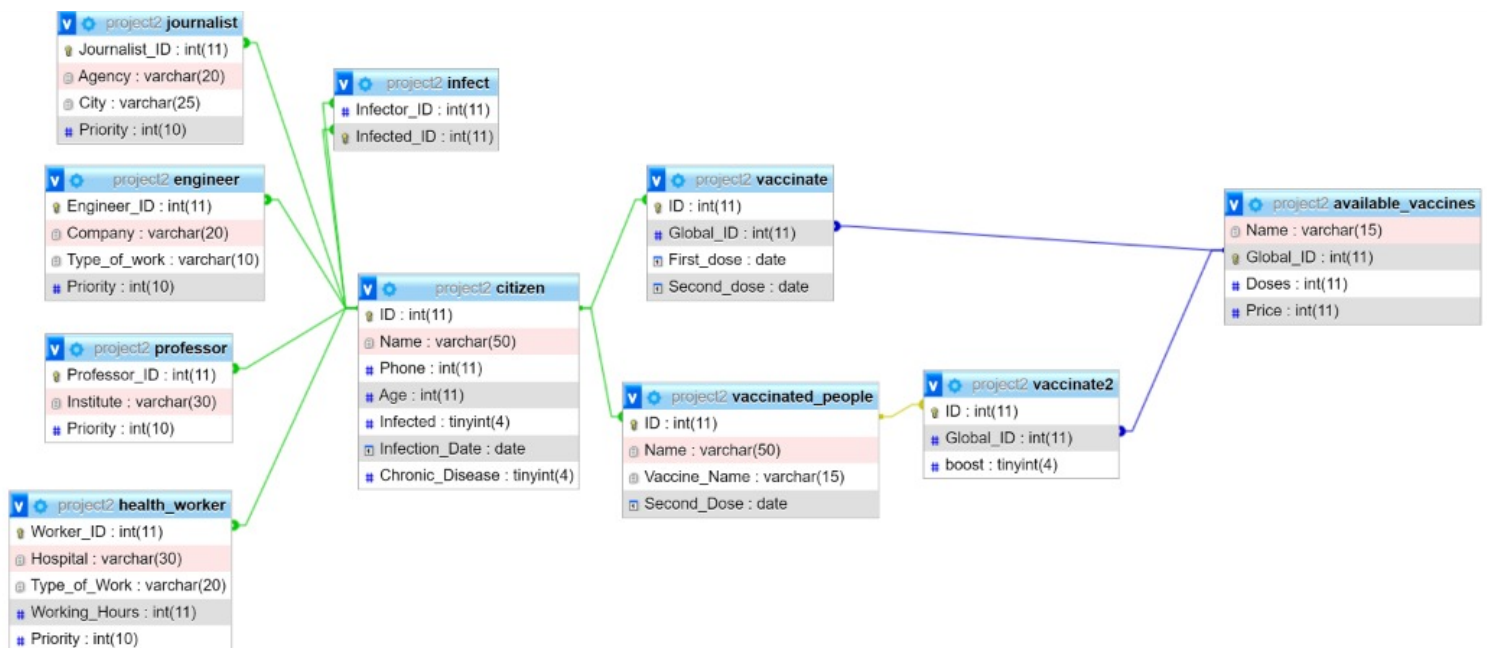 project2 journalist
Journalist_ID : int(11)
Agency : varchar(20)
City : varchar(25)
Priority : int(10)
project2 infect
Infector_ID : int(11)
Infected_ID : int(11)
project2 engineer
Engineer_ID : int(11)
Company : varchar(20)
Type_of_work : varchar(10)
Priority : int(10)
project2 vaccinate
ID : int(11)
Global_ID : int(11)
First_dose : date
Second_dose : date
project2 available_vaccines
Name : varchar(15)
Global_ID : int(11)
Doses : int(11)
Price : int(11)
project2 citizen
ID : int(11)
Name : varchar(50)
Phone : int(11)
Age : int(11)
Infected : tinyint(4)
Infection_Date : date
Chronic_Disease : tinyint(4)
project2 professor
Professor_ID : int(11)
Institute : varchar(30)
Priority : int(10)
project2 vaccinated_people
ID : int(11)
Name : varchar(50)
Vaccine_Name : varchar(15)
Second_Dose : date
project2 vaccinate2
ID : int(11)
Global_ID : int(11)
boost : tinyint(4)
project2 health_worker
Worker_ID : int(11)
Hospital : varchar(30)
Type_of_Work : varchar(20)
Working_Hours : int(11)
Priority : int(10)